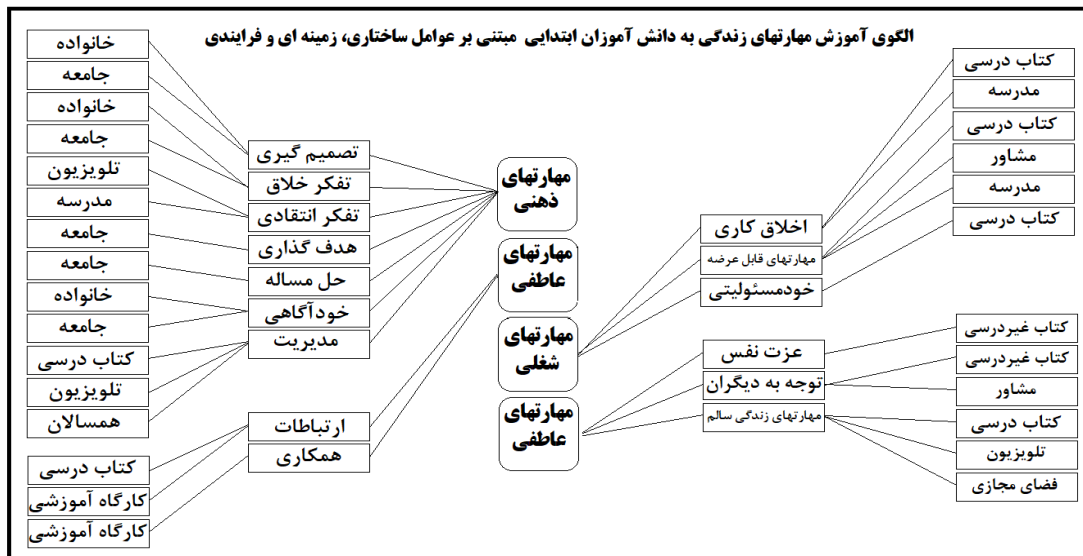 الگوی آموزش مهارتهای زندگی به دانش آموزان ابتدایی مبتنی بر عوامل ساختاری، زمینه ای و فرایندی
کتاب درسی
مدرسه
کتاب درسی
مشاور
مدرسه
کتاب درسی
اخلاق کاری
مهارتهای قابل عرضه
خودمسئولیتی
کتاب غیردرسی
کتاب غیردرسی
مشاور
کتاب درسی
تلویزیون
فضای مجازی
عزت نفس
توجه به دیگران
مهارتهای زندگی سالم
مهارتهای
ذهنی
مهارتهای
عاطفی
مهارتهای
شغلی
مهارتهای
عاطفی
تصمیم گیری
تفکر خلاق
تفکر انتقادی
هدف گذاری
حل مساله
خودآگاهی
مدیریت
ارتباطات
همکاری
خانواده
جامعه
خانواده
جامعه
تلویزیون
مدرسه
جامعه
جامعه
خانواده
جامعه
کتاب درسی
تلویزیون
همسالان
کتاب درسی
کارگاه آموزشی
کارگاه آموزشی